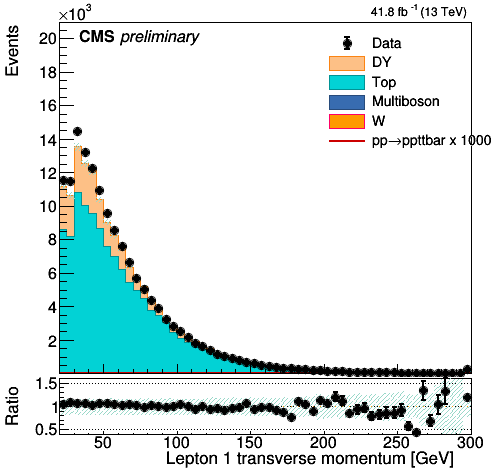 ×10³
41.8 fb⁻¹ (13 TeV)
CMS preliminary
Events
20
18
16
14
12
10
8
6
4
2
Data
DY
Top
Multiboson
W
pp→ppttbar x 1000
Ratio
1.5
1
0.5
50 100 150 200 250 300
Lepton 1 transverse momentum [GeV]